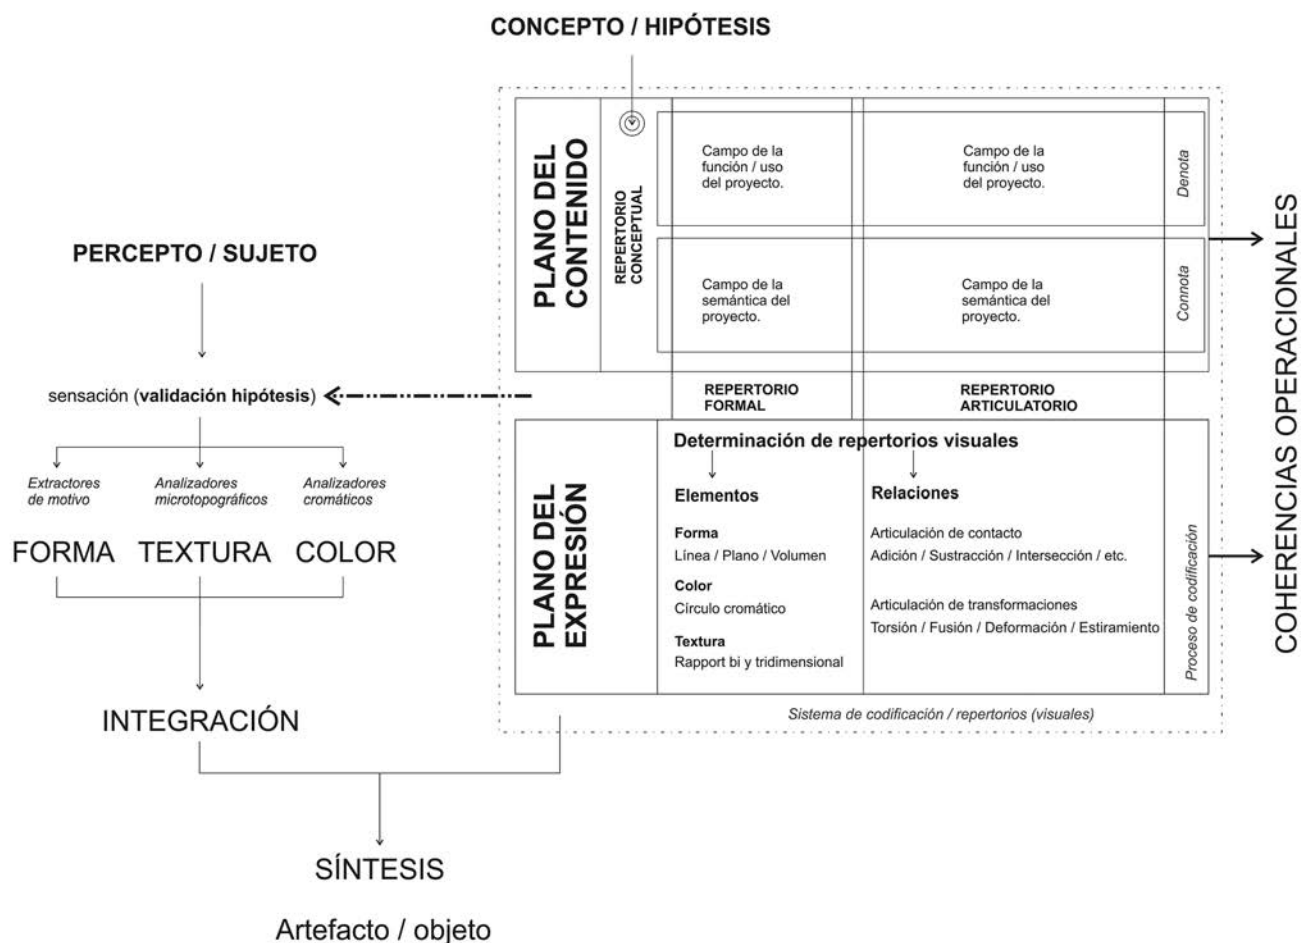 CONCEPTO / HIPÓTESIS
PLANO DEL
CONTENIDO
REPERTORIO
CONCEPTUAL
Campo de la
función / uso
del proyecto.
Campo de la
función / uso
del proyecto.
Denota
Campo de la
semántica del
proyecto.
Campo de la
semántica del
proyecto.
Connota
COHERENCIAS OPERACIONALES
PERCEPTO / SUJETO
sensación (validación hipótesis)
Extractores
de motivo
Analizadores
microtopográficos
Analizadores
cromáticos
FORMA
TEXTURA
COLOR
INTEGRACIÓN
REPERTORIO
FORMAL
REPERTORIO
ARTICULATORIO
PLANO DEL
EXPRESIÓN
Determinación de repertorios visuales
Elementos
Forma
Línea / Plano / Volumen
Color
Círculo cromático
Textura
Rapport bi y tridimensional
Relaciones
Articulación de contacto
Adición / Sustracción / Intersección / etc.
Articulación de transformaciones
Torsión / Fusión / Deformación / Estiramiento
Proceso de codificación
Sistema de codificación / repertorios (visuales)
SÍNTESIS
Artefacto / objeto